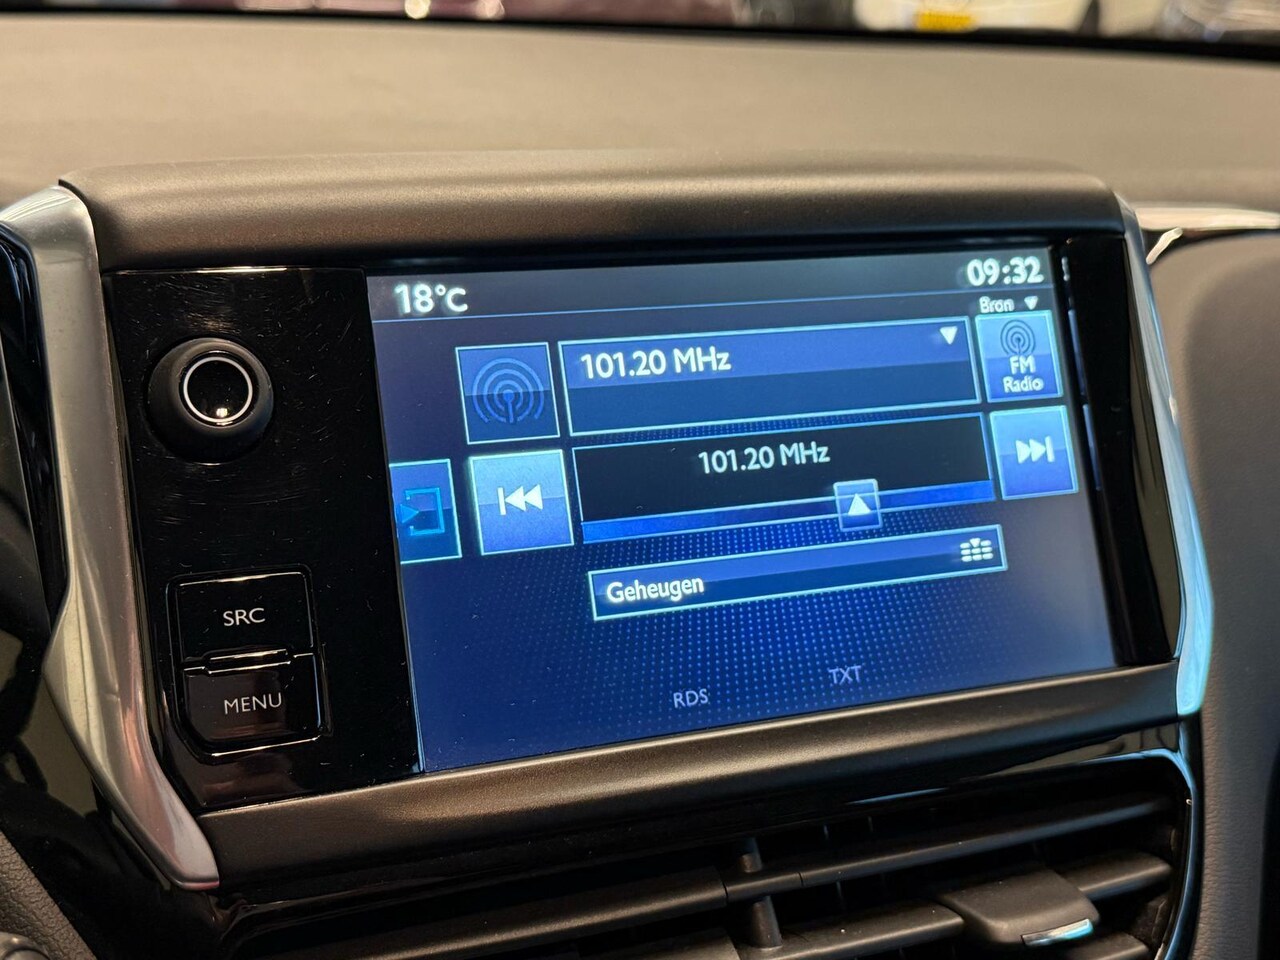 18°C
09:32
Bron
101.20 MHz
FM
Radio
101.20 MHz
Geheugen
SRC
MENU
RDS
TXT